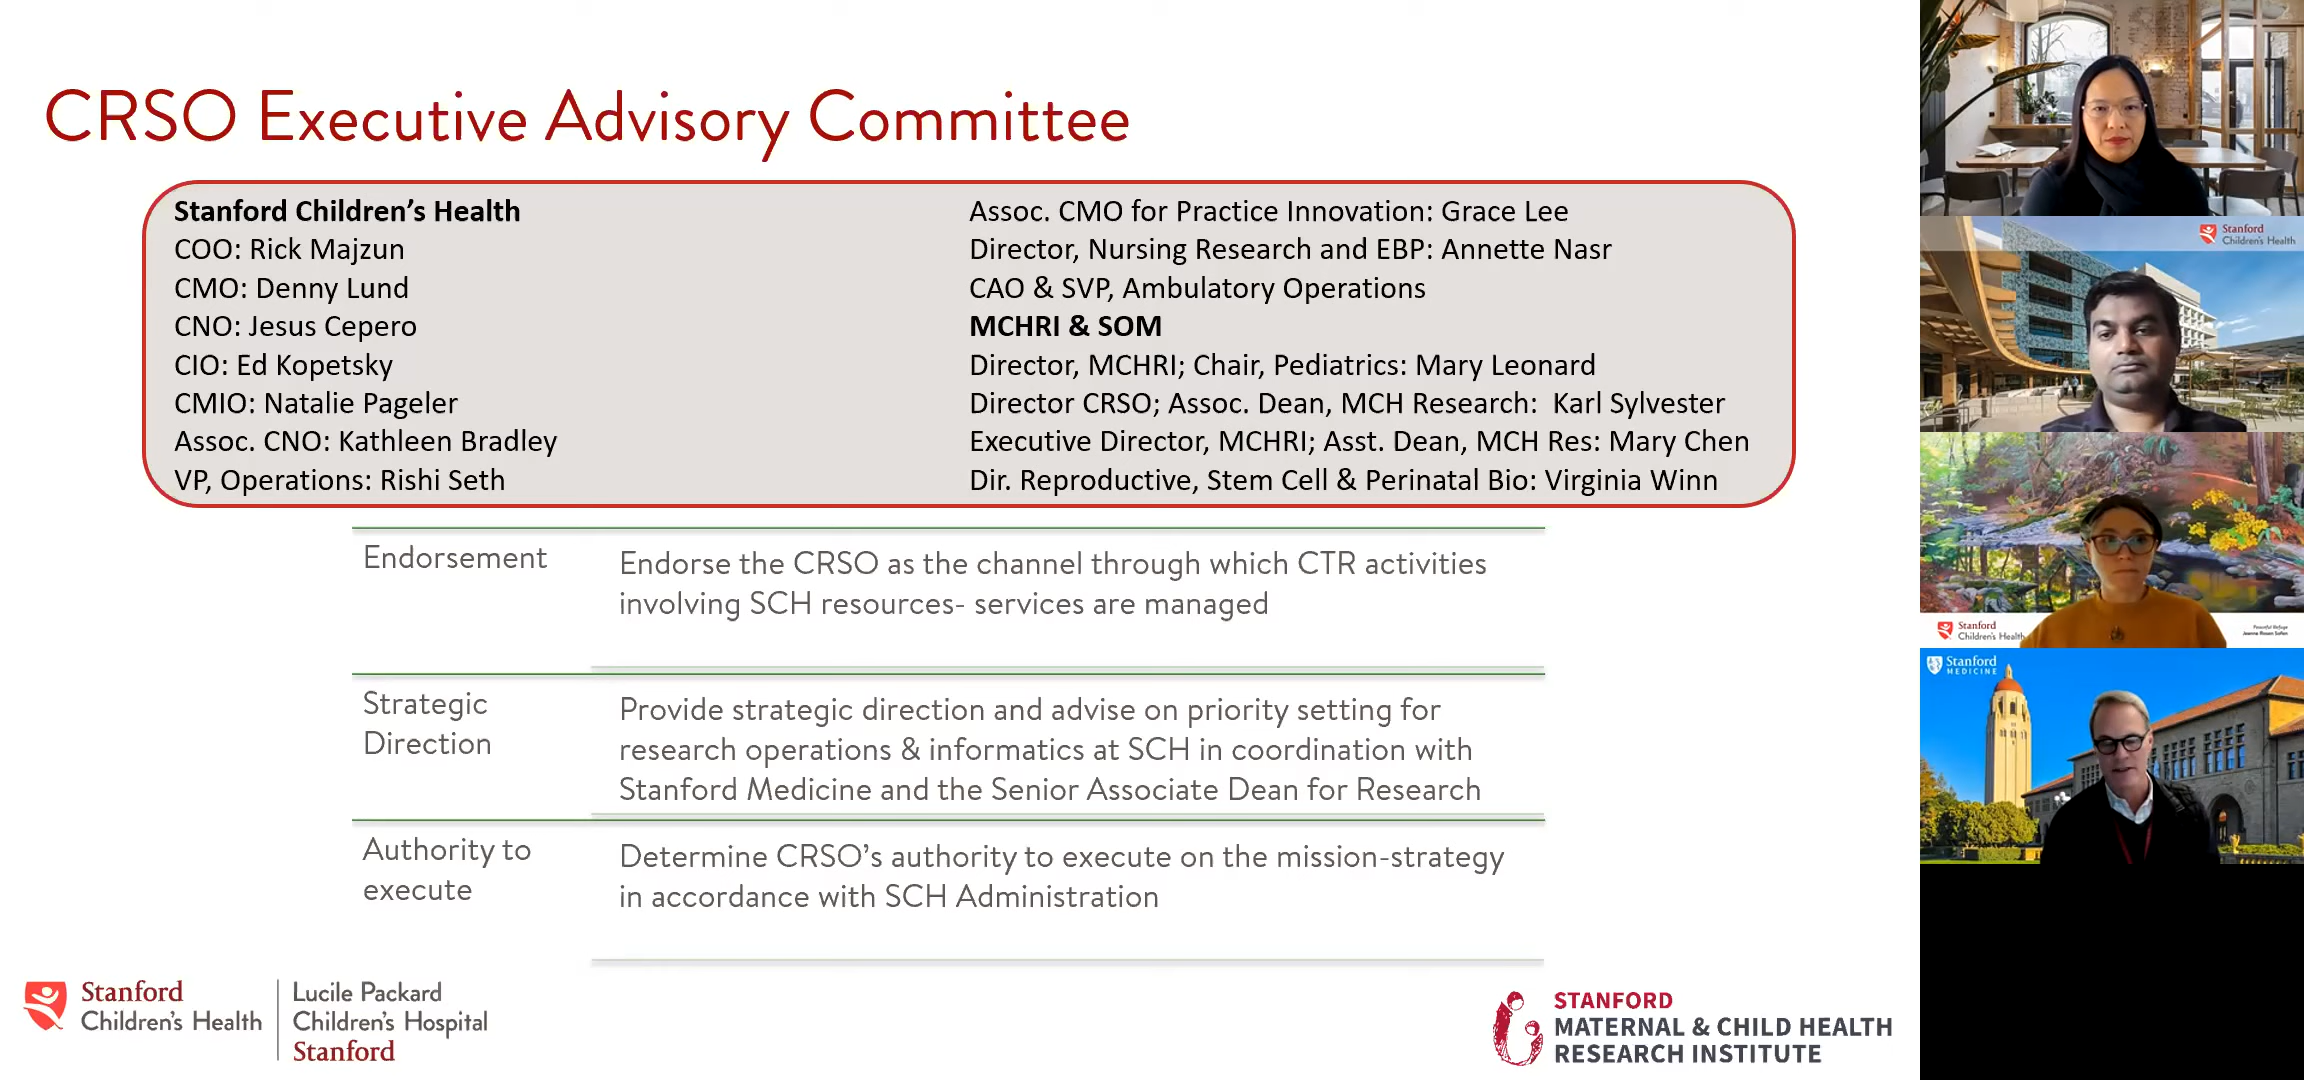 CRSO Executive Advisory Committee
Stanford Children's Health
COO: Rick Majzun
CMO: Denny Lund
CNO: Jesus Cepero
CIO: Ed Kopetsky
CMIO: Natalie Pageler
Assoc. CNO: Kathleen Bradley
VP, Operations: Rishi Seth
Assoc. CMO for Practice Innovation: Grace Lee
Director, Nursing Research and EBP: Annette Nasr
CAO & SVP, Ambulatory Operations
MCHRI & SOM
Director, MCHRI; Chair, Pediatrics: Mary Leonard
Director CRSO; Assoc. Dean, MCH Research: Karl Sylvester
Executive Director, MCHRI; Asst. Dean, MCH Res: Mary Chen
Dir. Reproductive, Stem Cell & Perinatal Bio: Virginia Winn
Endorsement
Endorse the CRSO as the channel through which CTR activities
involving SCH resources- services are managed
Strategic
Direction
Provide strategic direction and advise on priority setting for
research operations & informatics at SCH in coordination with
Stanford Medicine and the Senior Associate Dean for Research
Authority to
execute
Determine CRSO's authority to execute on the mission-strategy
in accordance with SCH Administration
Stanford
Children's Health
Lucile Packard
Children's Hospital
Stanford
STANFORD
MATERNAL & CHILD HEALTH
RESEARCH INSTITUTE
Stanford
Children's Health
Stanford
Children's Health
Stanford
MEDICINE